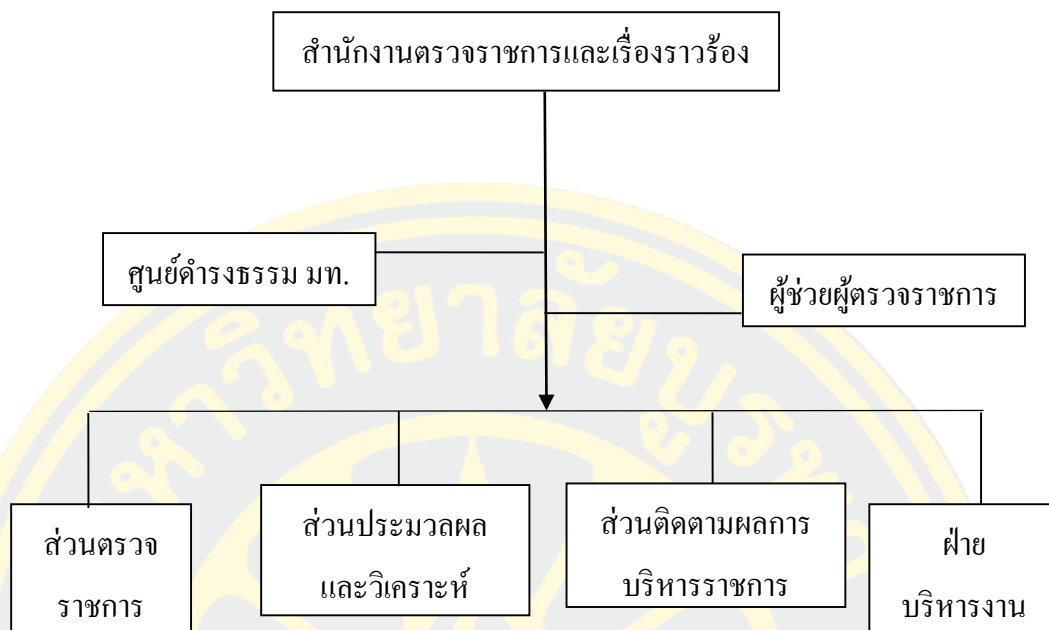 สำนักงานตรวจราชการและเรื่องราวร้อง
ศูนย์ดำรงธรรม มท.
ผู้ช่วยผู้ตรวจราชการ
ส่วนตรวจ
ราชการ
ส่วนประมวลผล
และวิเคราะห์
ส่วนติดตามผลการ
บริหารราชการ
ฝ่าย
บริหารงาน